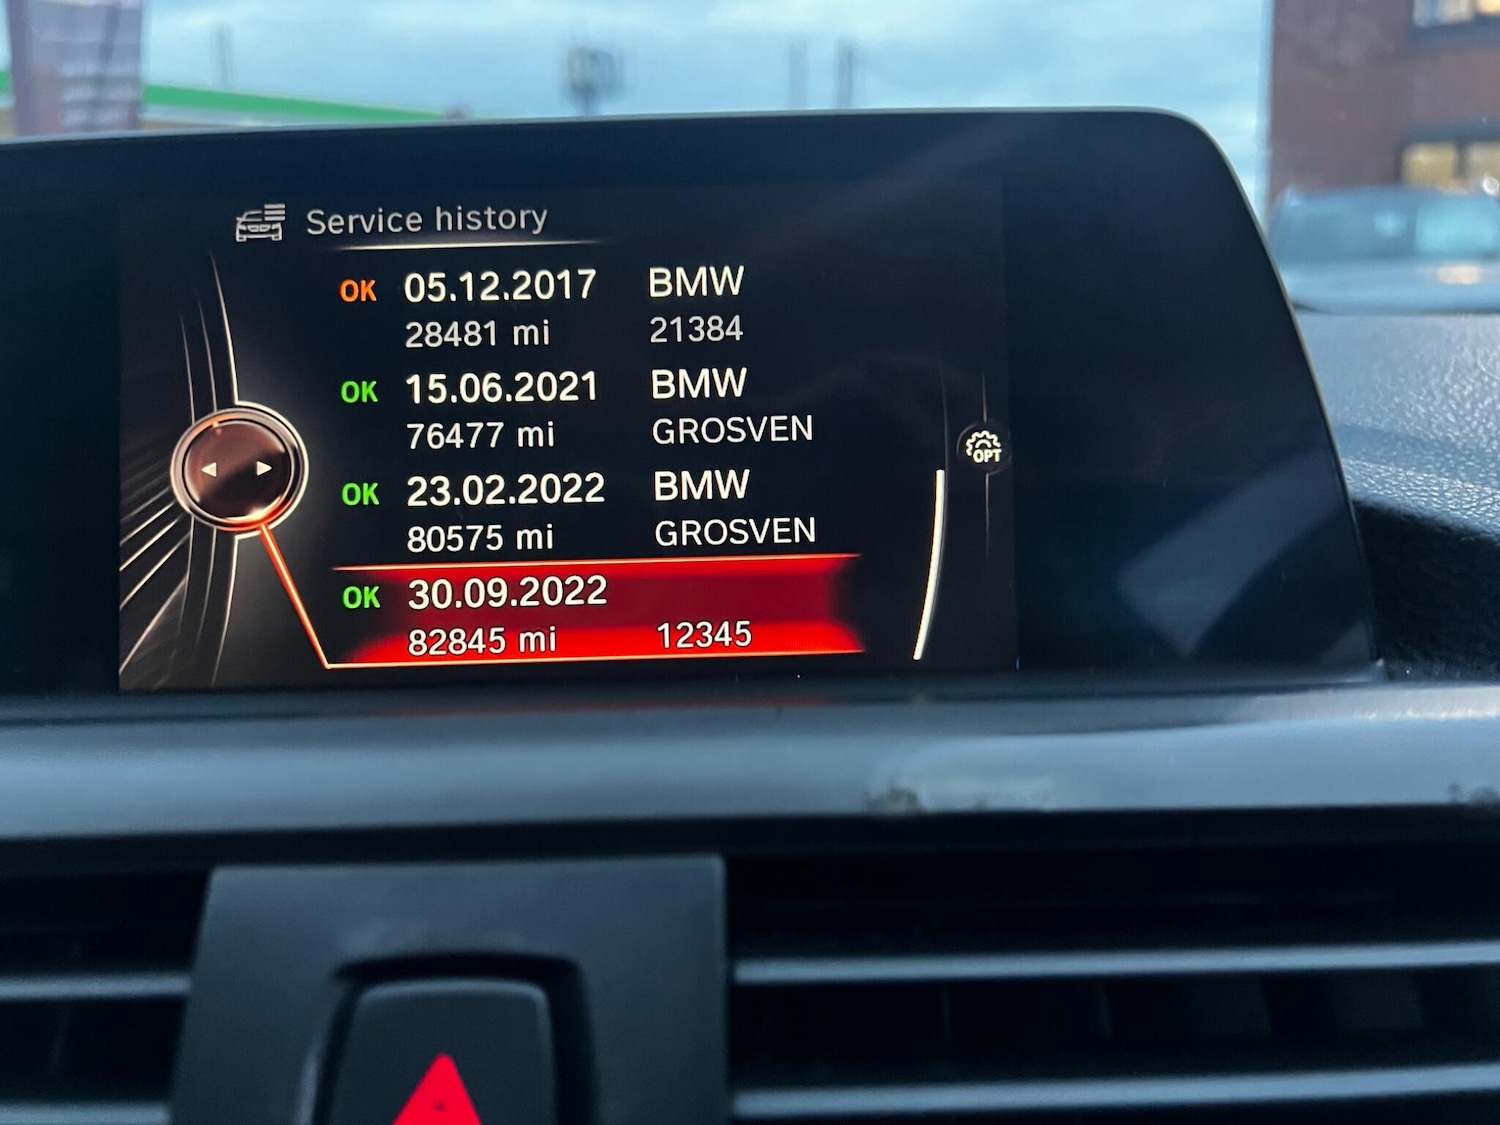 Service history
OK 05.12.2017 BMW
28481 mi 21384
OK 15.06.2021 BMW
76477 mi GROSVEN
OK 23.02.2022 BMW
80575 mi GROSVEN
OPT
OK 30.09.2022
82845 mi 12345